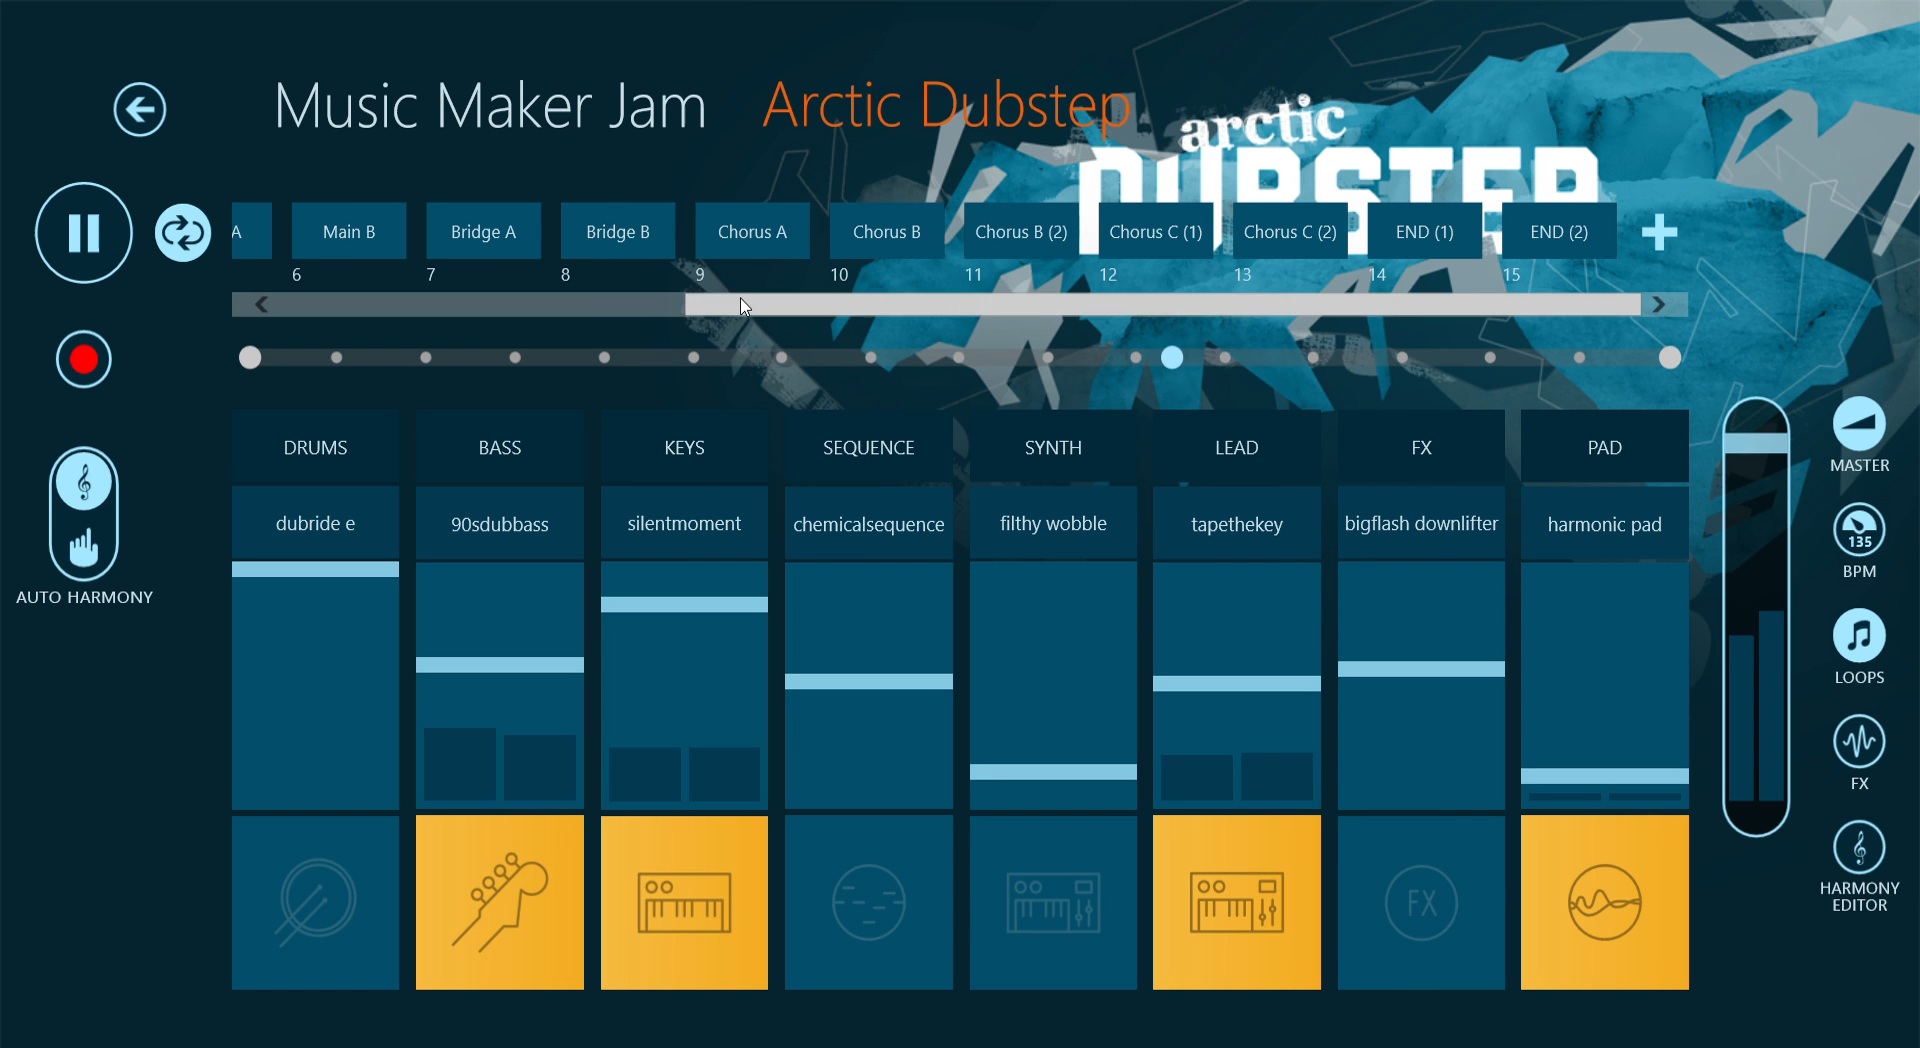 Music Maker Jam Arctic Dubstep
arctic
DUBSTEP
A Main B Bridge A Bridge B Chorus A Chorus B Chorus B (2) Chorus C (1) Chorus C (2) END (1) END (2)
6 7 8 9 10 11 12 13 14 15
DRUMS BASS KEYS SEQUENCE SYNTH LEAD FX PAD
MASTER
dubride e 90sdubbass silentmoment chemicalsequence filthy wobble tapethekey bigflash downlifter harmonic pad
135
BPM
AUTO HARMONY
LOOPS
FX
FX
HARMONY
EDITOR